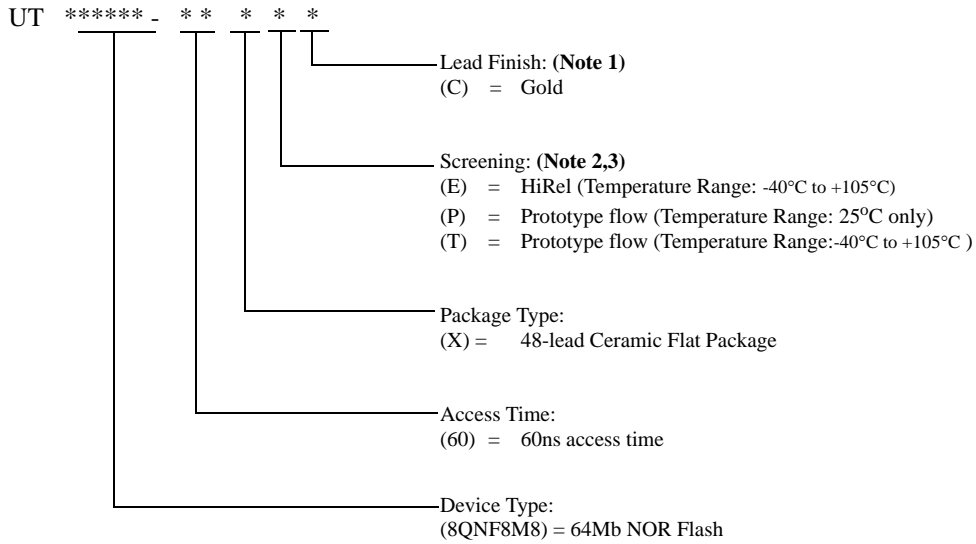 UT ****** - ** * * *
Lead Finish: (Note 1)
(C) = Gold
Screening: (Note 2,3)
(E) = HiRel (Temperature Range: -40°C to +105°C)
(P) = Prototype flow (Temperature Range: 25°C only)
(T) = Prototype flow (Temperature Range:-40°C to +105°C )
Package Type:
(X) = 48-lead Ceramic Flat Package
Access Time:
(60) = 60ns access time
Device Type:
(8QNF8M8) = 64Mb NOR Flash